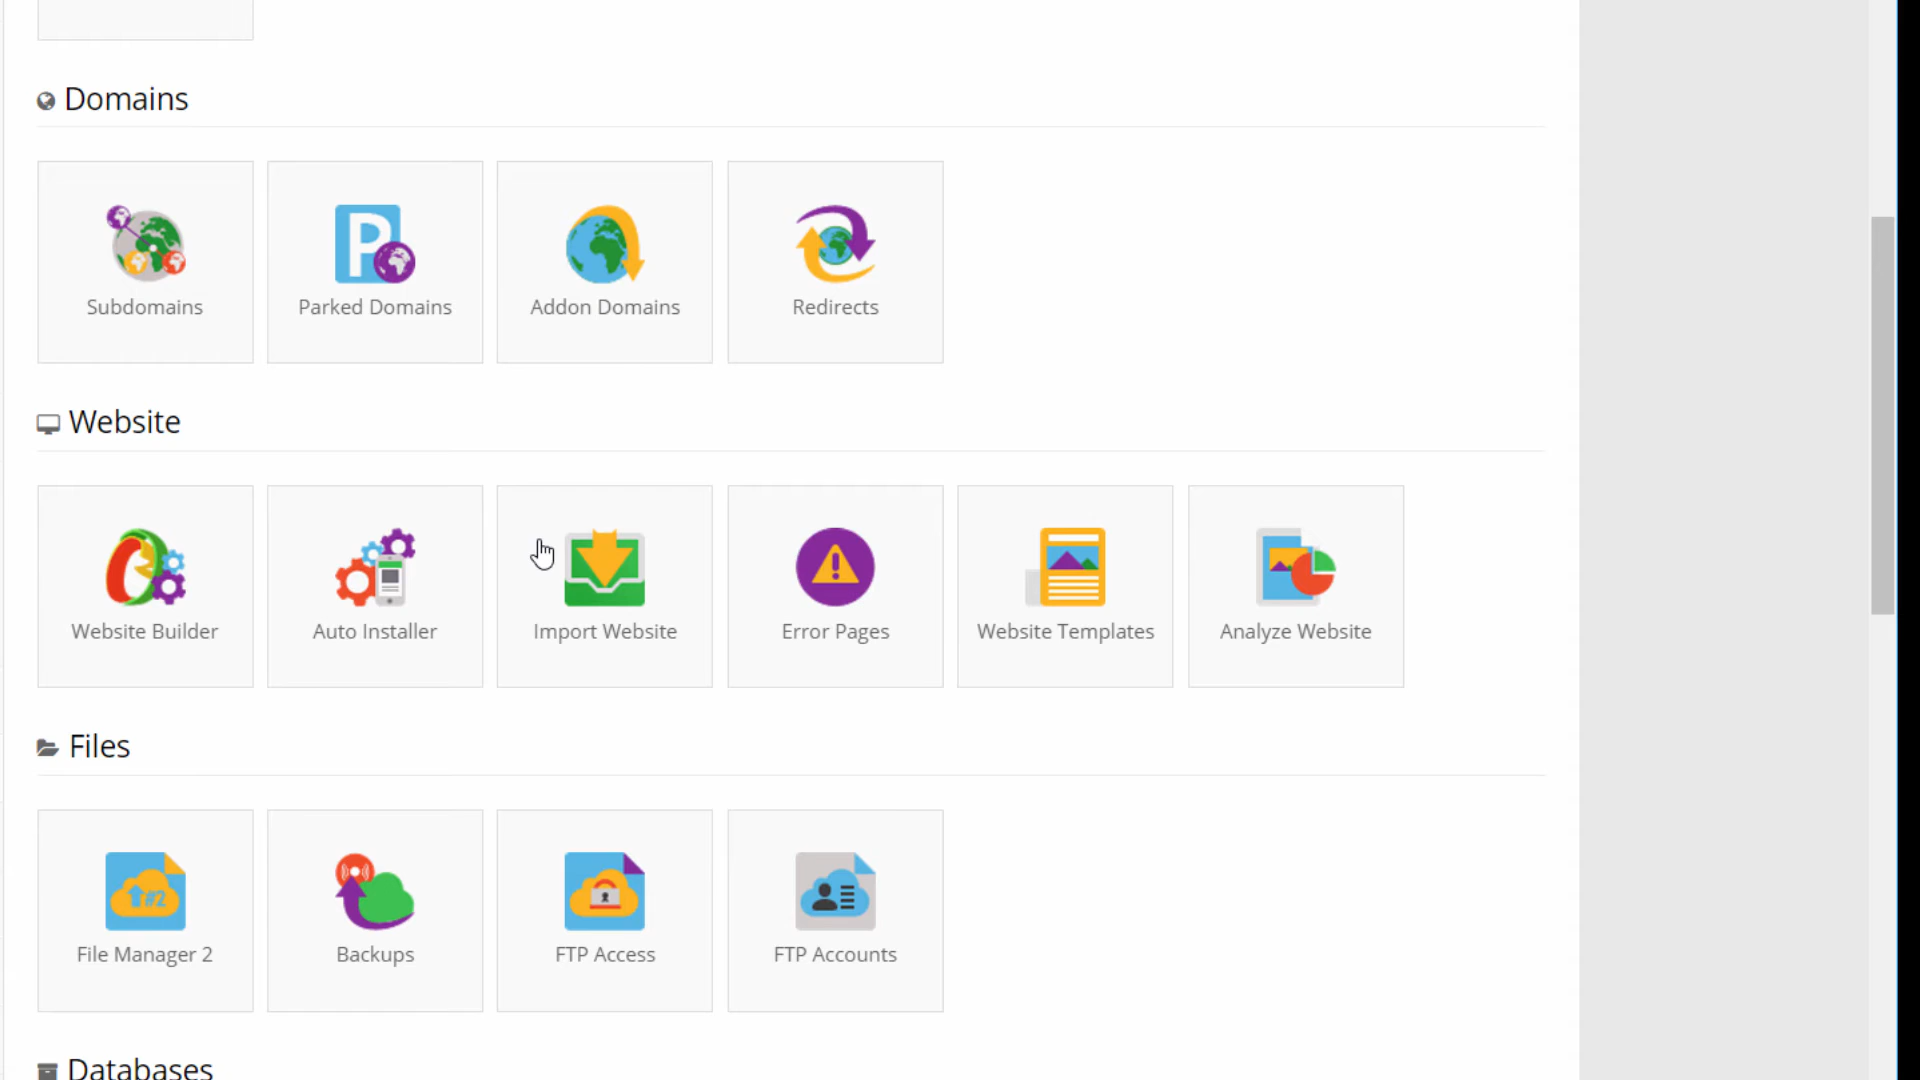 Domains
Subdomains
Parked Domains
Addon Domains
Redirects
Website
Website Builder
Auto Installer
Import Website
Error Pages
Website Templates
Analyze Website
Files
#2
File Manager 2
Backups
FTP Access
FTP Accounts
Databases